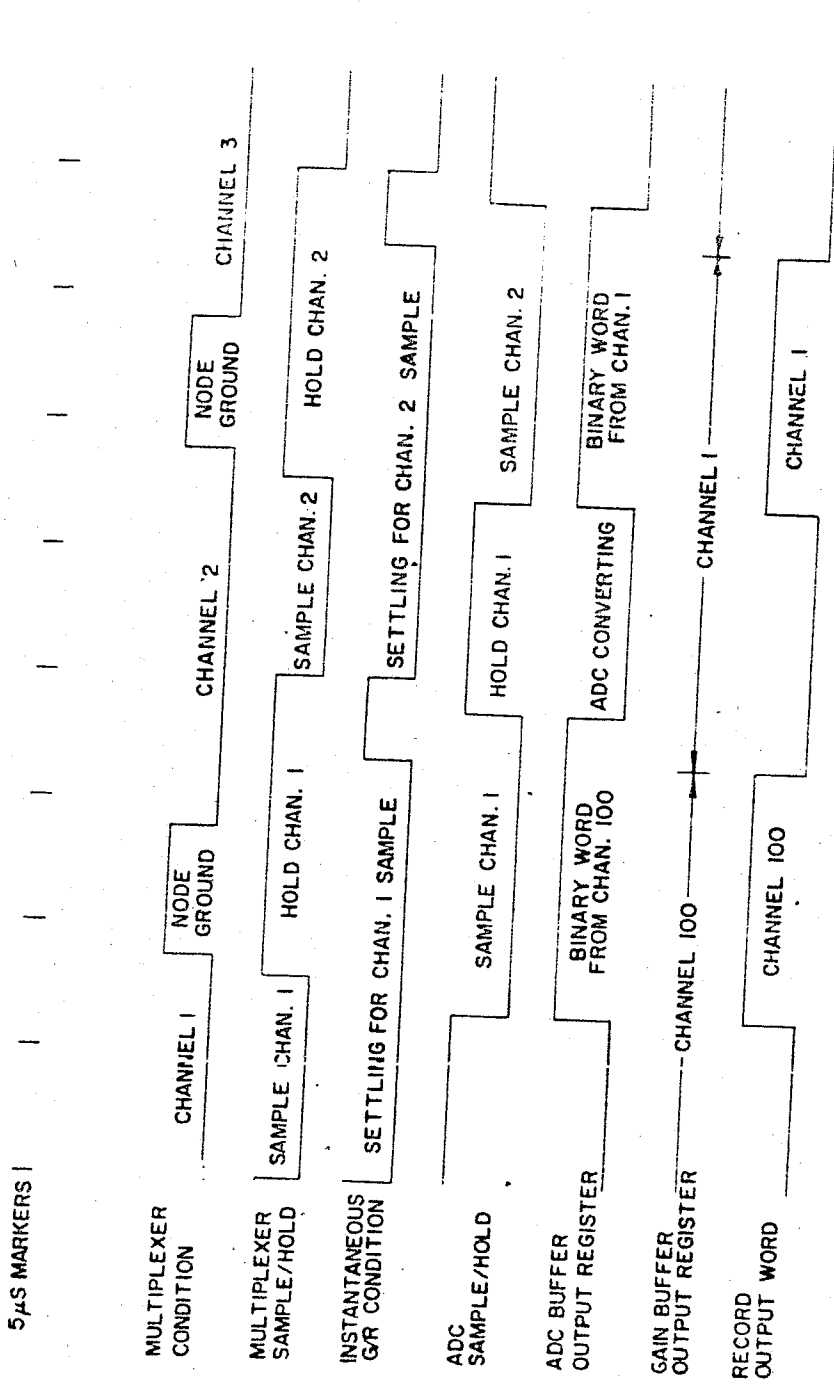 5µS MARKERS
MULTIPLEXER
CONDITION
CHANNEL 1
NODE
GROUND
CHANNEL 2
NODE
GROUND
CHANNEL 3
MULTIPLEXER
SAMPLE/HOLD
SAMPLE CHAN. 1
HOLD CHAN. 1
SAMPLE CHAN. 2
HOLD CHAN. 2
INSTANTANEOUS
G/R CONDITION
SETTLING FOR CHAN. 1 SAMPLE
SETTLING FOR CHAN. 2 SAMPLE
ADC
SAMPLE/HOLD
SAMPLE CHAN. 1
HOLD CHAN. 1
SAMPLE CHAN. 2
ADC BUFFER
OUTPUT REGISTER
BINARY WORD
FROM CHAN. 100
ADC CONVERTING
BINARY WORD
FROM CHAN. 1
GAIN BUFFER
OUTPUT REGISTER
CHANNEL 100
CHANNEL 1
RECORD
OUTPUT WORD
CHANNEL 100
CHANNEL 1